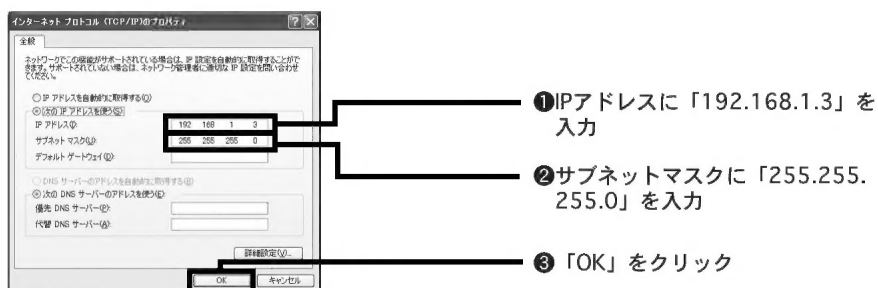 インターネット プロトコル (TCP/IP)のプロパティ
全般
ネットワークでこの機能がサポートされている場合は、IP 設定を自動的に取得することがで
きます。サポートされていない場合は、ネットワーク管理者に適切な IP 設定を問い合わせ
てください。
IP アドレスを自動的に取得する(O)
次の IP アドレスを使う(S):
IP アドレス(I): 192 168 1 3
サブネット マスク(U): 255 255 255 0
デフォルト ゲートウェイ(D):
DNS サーバーのアドレスを自動的に取得する(B)
次の DNS サーバーのアドレスを使う(E):
優先 DNS サーバー(P):
代替 DNS サーバー(A):
詳細設定(V)...
OK キャンセル
❶IPアドレスに「192.168.1.3」を
入力
❷サブネットマスクに「255.255.
255.0」を入力
❸「OK」をクリック